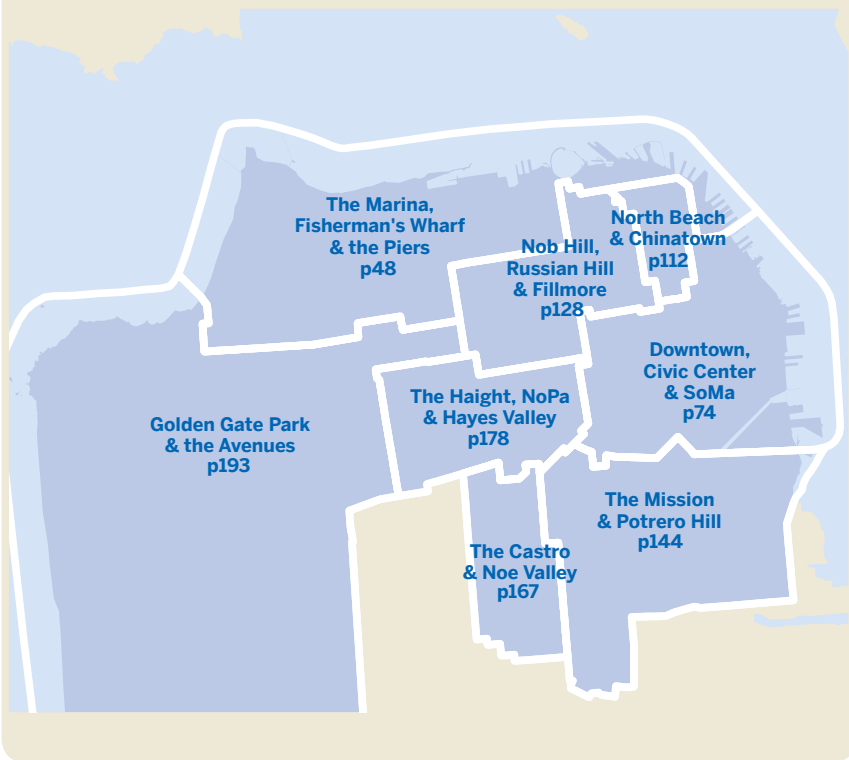 The Marina,
Fisherman's Wharf
& the Piers
p48
North Beach
& Chinatown
p112
Nob Hill,
Russian Hill
& Fillmore
p128
Downtown,
Civic Center
& SoMa
p74
The Haight, NoPa
& Hayes Valley
p178
Golden Gate Park
& the Avenues
p193
The Mission
& Potrero Hill
p144
The Castro
& Noe Valley
p167